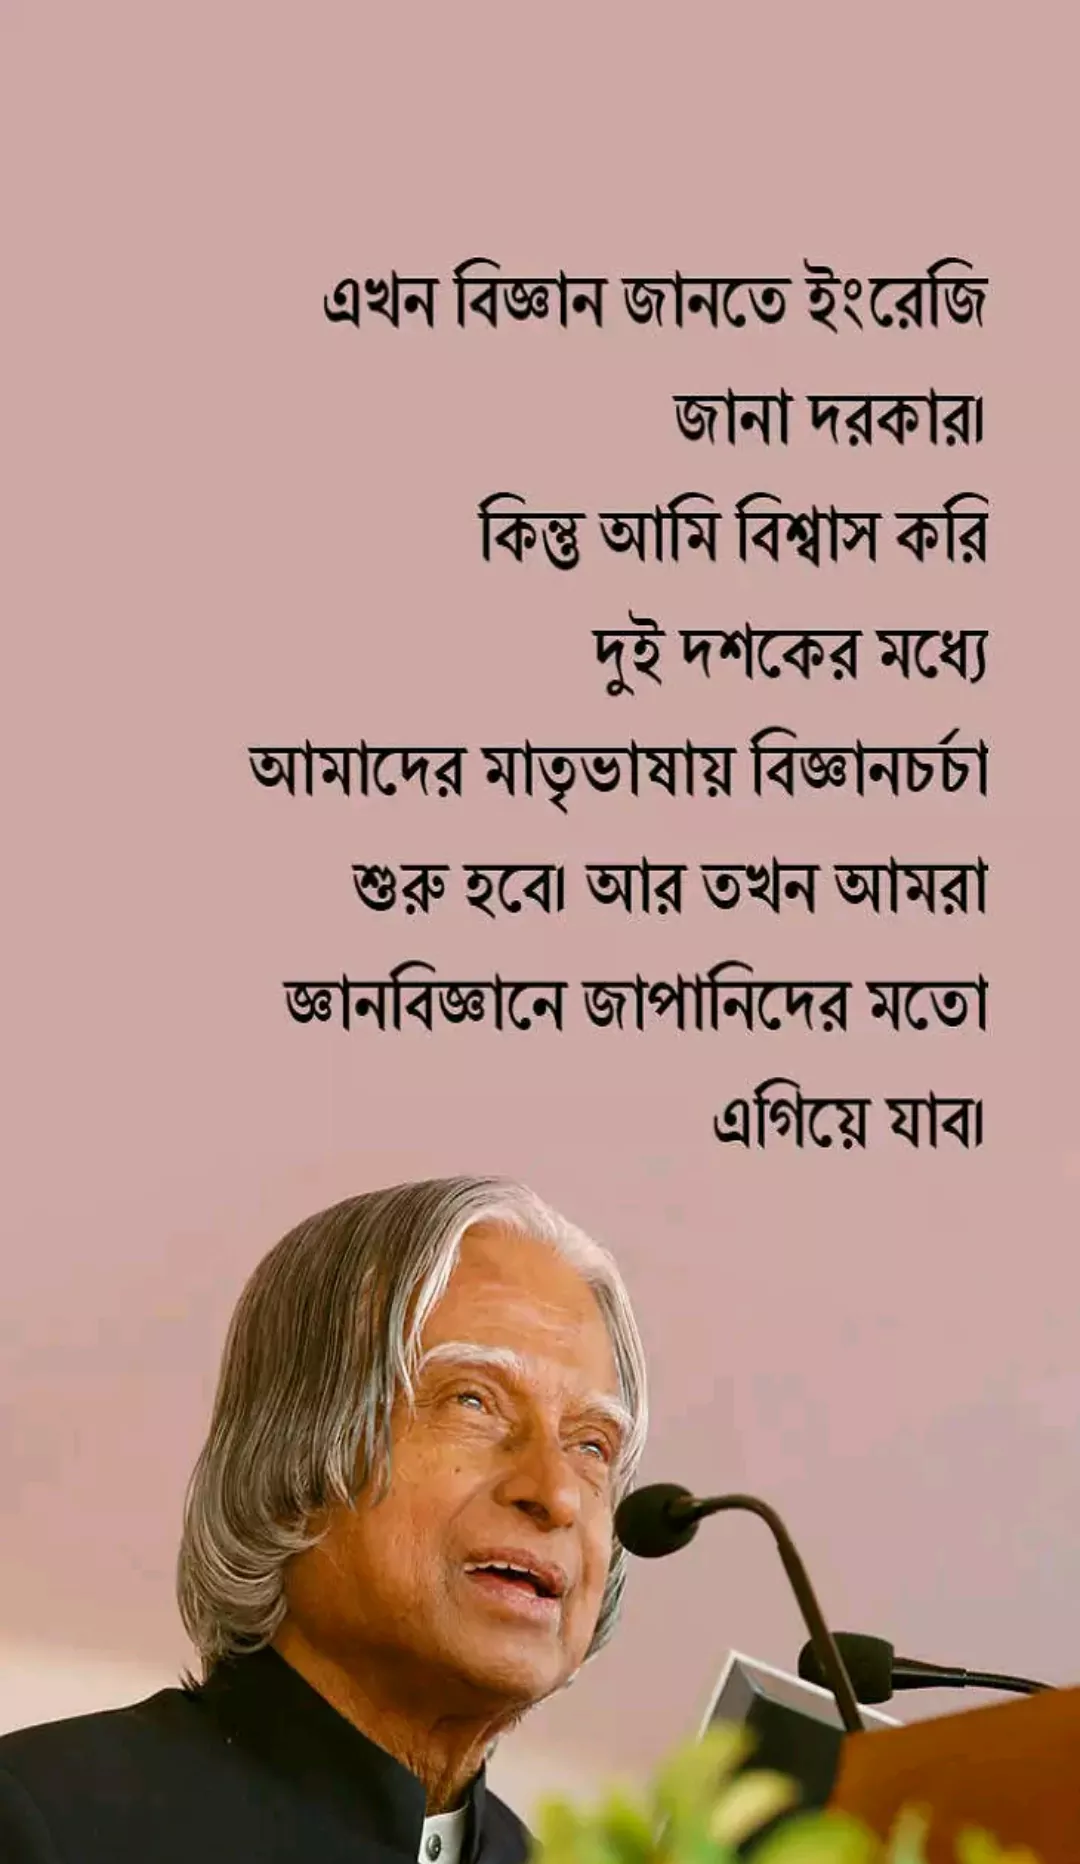 এখন বিজ্ঞান জানতে ইংরেজি
জানা দরকার।
কিন্তু আমি বিশ্বাস করি
দুই দশকের মধ্যে
আমাদের মাতৃভাষায় বিজ্ঞানচর্চা
শুরু হবে। আর তখন আমরা
জ্ঞানবিজ্ঞানে জাপানিদের মতো
এগিয়ে যাব।